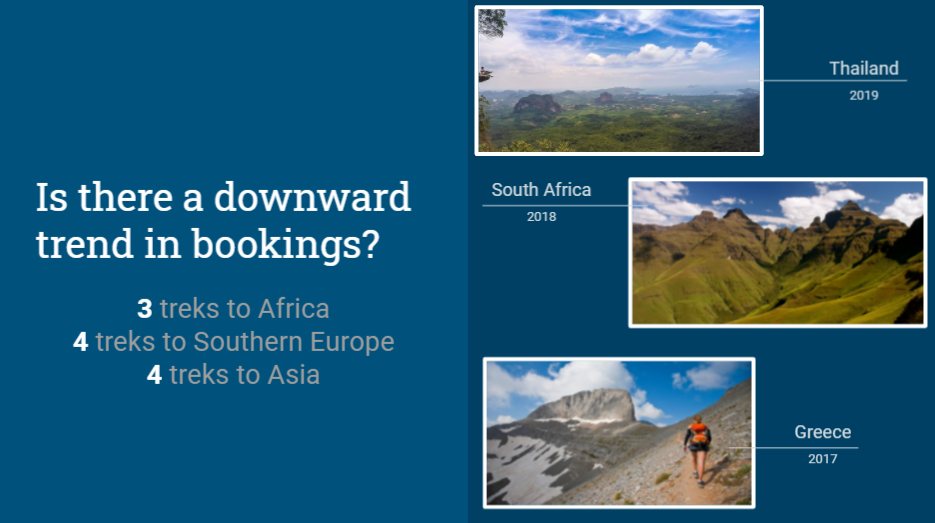 Is there a downward
trend in bookings?
3 treks to Africa
4 treks to Southern Europe
4 treks to Asia
Thailand
2019
South Africa
2018
Greece
2017